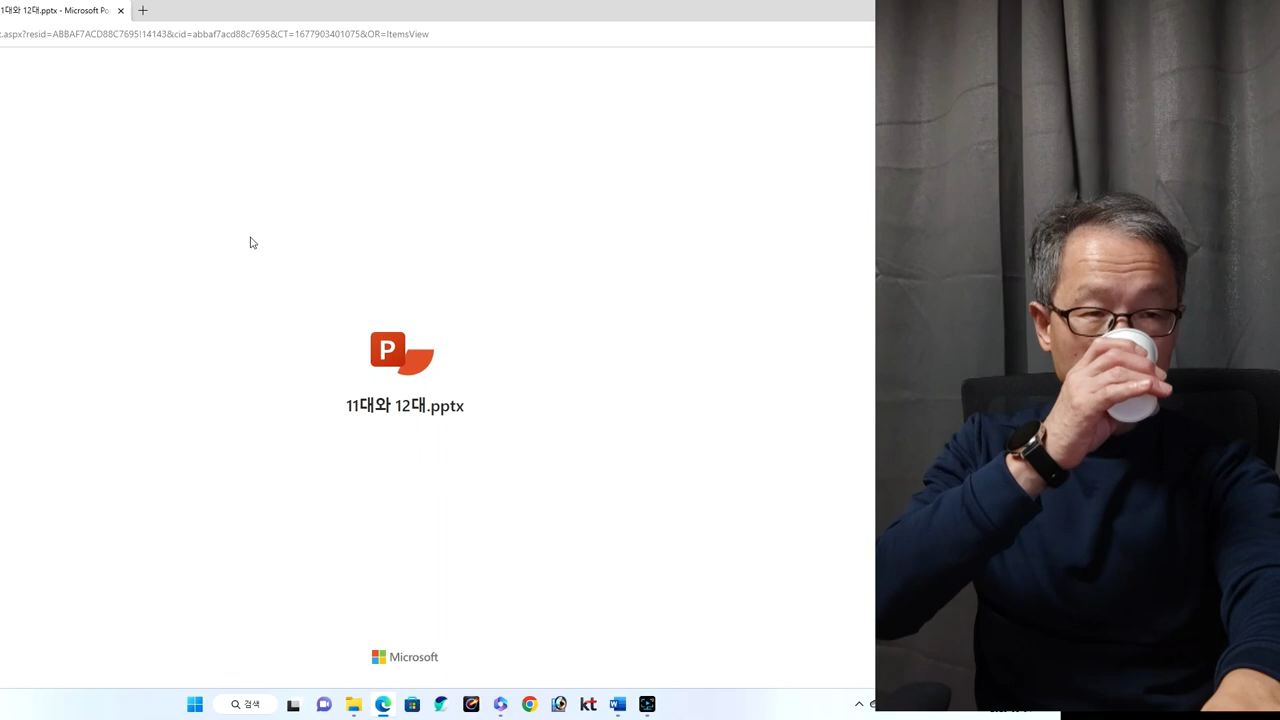 1대와 12대.pptx - Microsoft Po
t.aspx?resid=ABBAF7ACD88C7695!14143&cid=abbaf7acd88c7695&CT=1677903401075&OR=ItemsView
P
11대와 12대.pptx
Microsoft
검색
kt
W